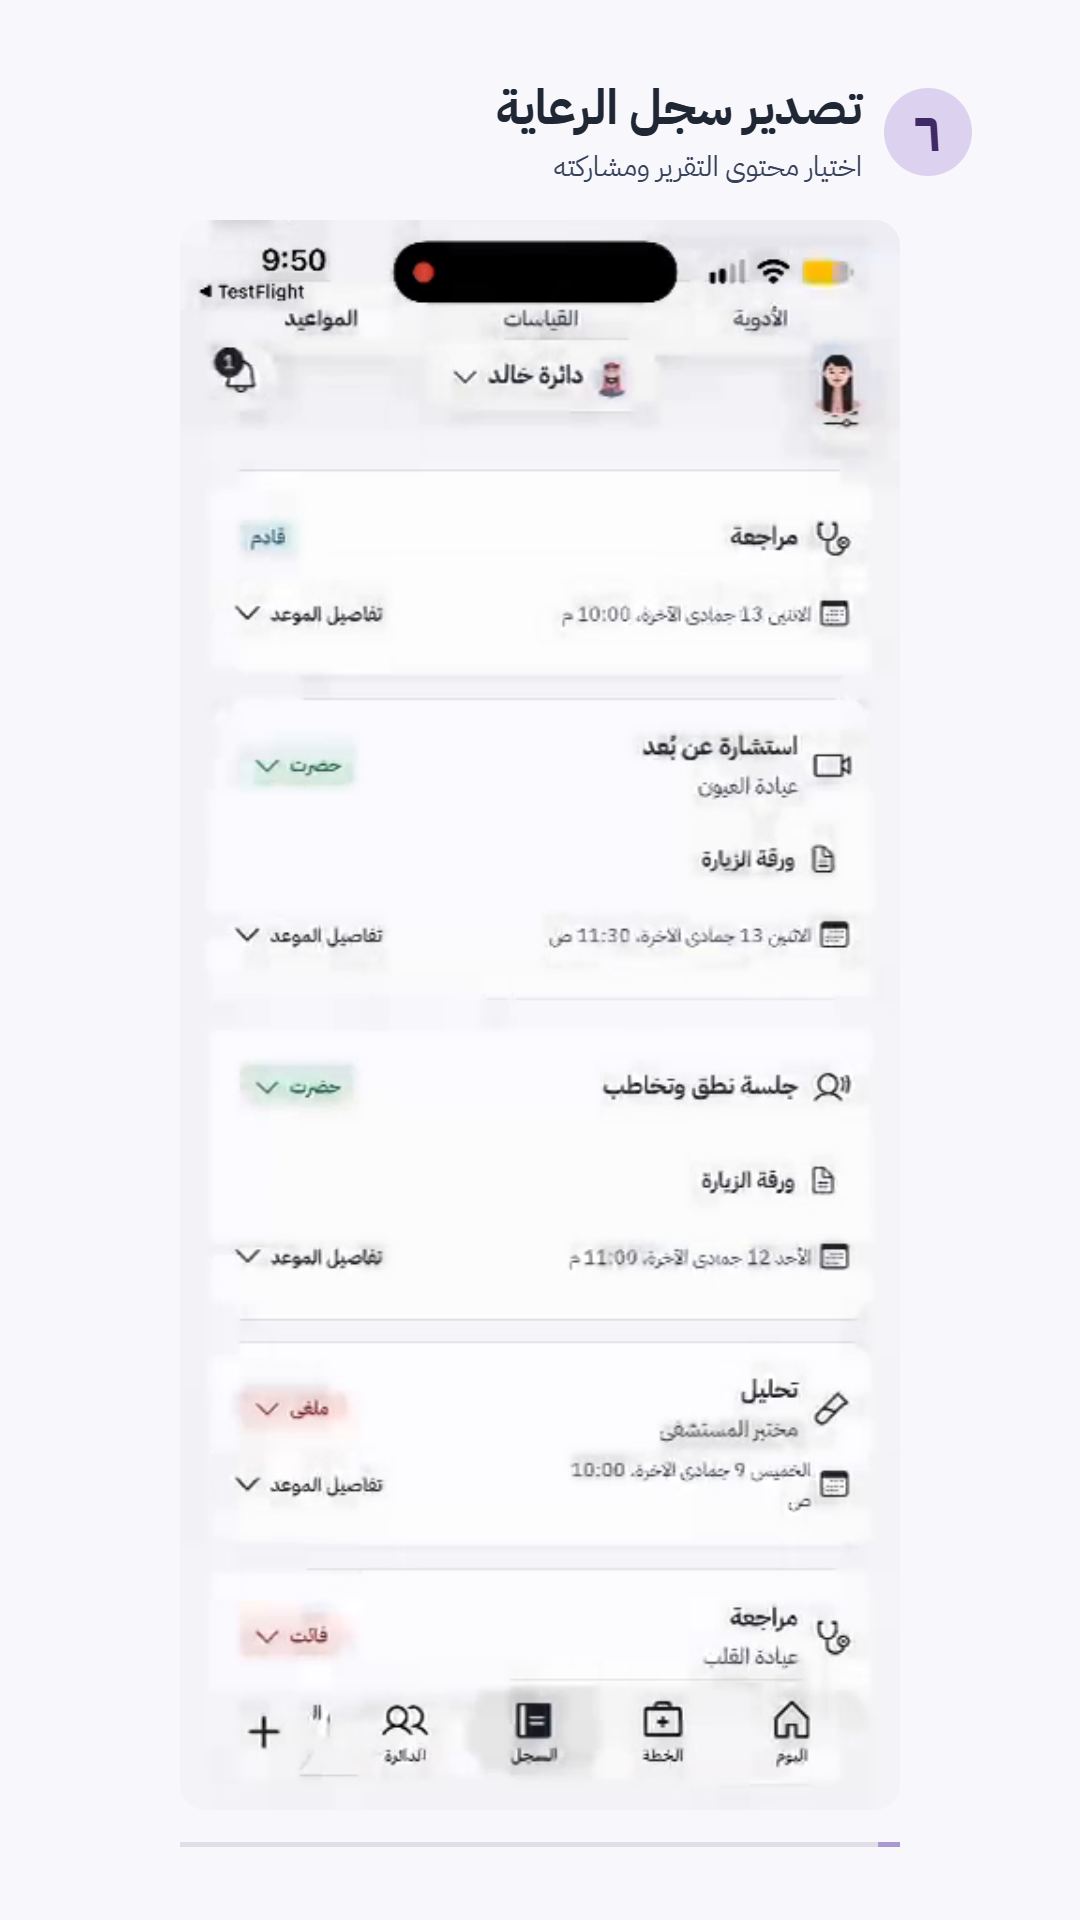 ٦
تصدير سجل الرعاية
اختيار محتوى التقرير ومشاركته
9:50
TestFlight
الأدوية
القياسات
المواعيد
دائرة خالد
1
مراجعة
قادم
الاثنين 13 جمادى الآخرة، 10:00 م
تفاصيل الموعد
استشارة عن بُعد
حضرت
عيادة العيون
ورقة الزيارة
الاثنين 13 جمادى الآخرة، 11:30 ص
تفاصيل الموعد
جلسة نطق وتخاطب
حضرت
ورقة الزيارة
الأحد 12 جمادى الآخرة، 11:00 م
تفاصيل الموعد
تحليل
ملغى
مختبر المستشفى
الخميس 9 جمادى الآخرة، 10:00
ص
تفاصيل الموعد
مراجعة
فائت
عيادة القلب
اليوم
الخطة
السجل
الدائرة